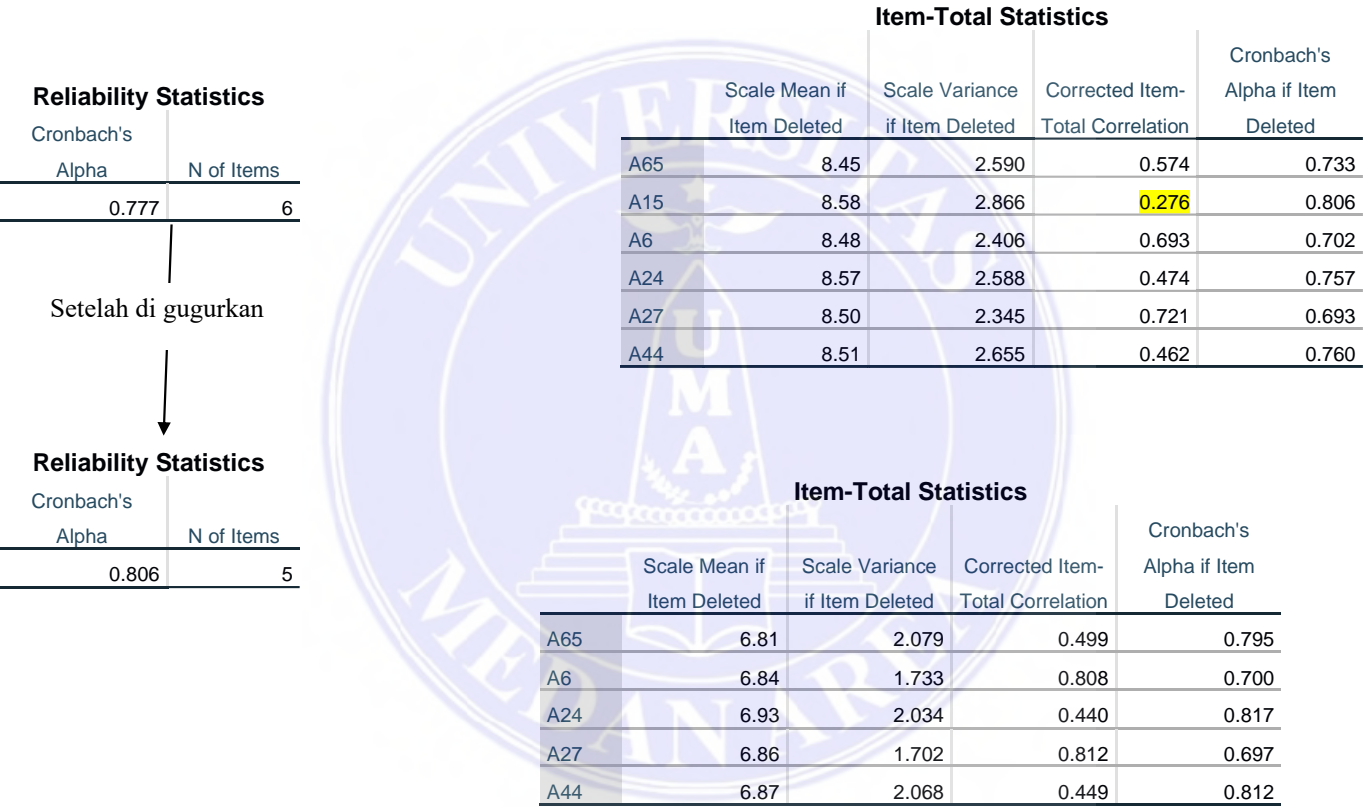 Reliability Statistics
Cronbach's
Alpha N of Items
0.777 6
Setelah di gugurkan
Reliability Statistics
Cronbach's
Alpha N of Items
0.806 5
Item-Total Statistics
Cronbach's
Scale Mean if Scale Variance Corrected Item- Alpha if Item
Item Deleted if Item Deleted Total Correlation Deleted
A65 8.45 2.590 0.574 0.733
A15 8.58 2.866 0.276 0.806
A6 8.48 2.406 0.693 0.702
A24 8.57 2.588 0.474 0.757
A27 8.50 2.345 0.721 0.693
A44 8.51 2.655 0.462 0.760
Item-Total Statistics
Cronbach's
Scale Mean if Scale Variance Corrected Item- Alpha if Item
Item Deleted if Item Deleted Total Correlation Deleted
A65 6.81 2.079 0.499 0.795
A6 6.84 1.733 0.808 0.700
A24 6.93 2.034 0.440 0.817
A27 6.86 1.702 0.812 0.697
A44 6.87 2.068 0.449 0.812
UNIVERSITAS
MEDAN AREA
U
M
A